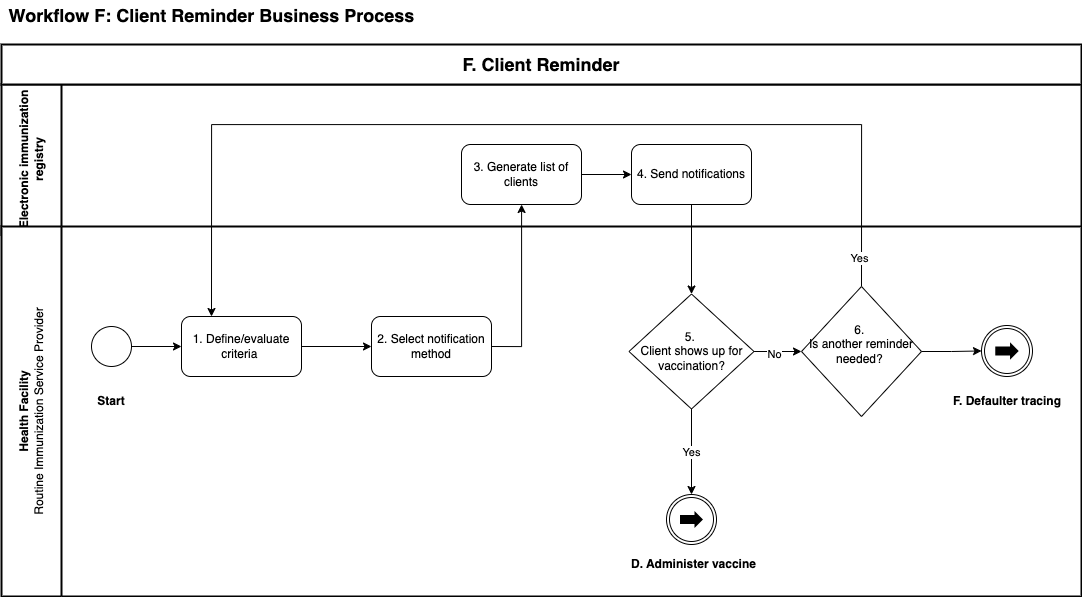 Workflow F: Client Reminder Business Process
F. Client Reminder
Electronic immunization
registry
3. Generate list of
clients
4. Send notifications
Health Facility
Routine Immunization Service Provider
Start
1. Define/evaluate
criteria
2. Select notification
method
5.
Client shows up for
vaccination?
No
Yes
6.
Is another reminder
needed?
Yes
F. Defaulter tracing
D. Administer vaccine